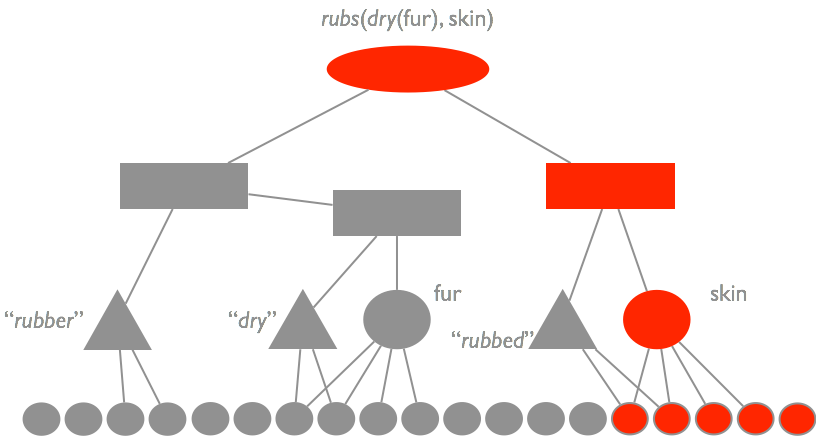 rubs(dry(fur), skin)
fur
skin
“rubber”
“dry”
“rubbed”